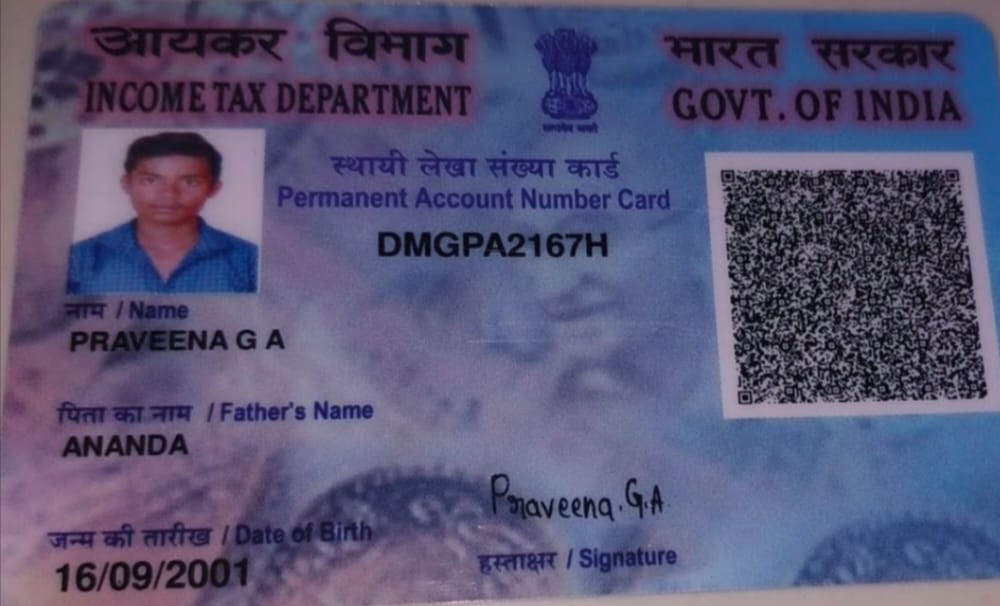 आयकर विभाग
INCOME TAX DEPARTMENT
भारत सरकार
GOVT. OF INDIA
सत्यमेव जयते
स्थायी लेखा संख्या कार्ड
Permanent Account Number Card
DMGPA2167H
नाम / Name
PRAVEENA G A
पिता का नाम / Father's Name
ANANDA
जन्म की तारीख / Date of Birth
16/09/2001
Praveena.G.A
हस्ताक्षर / Signature